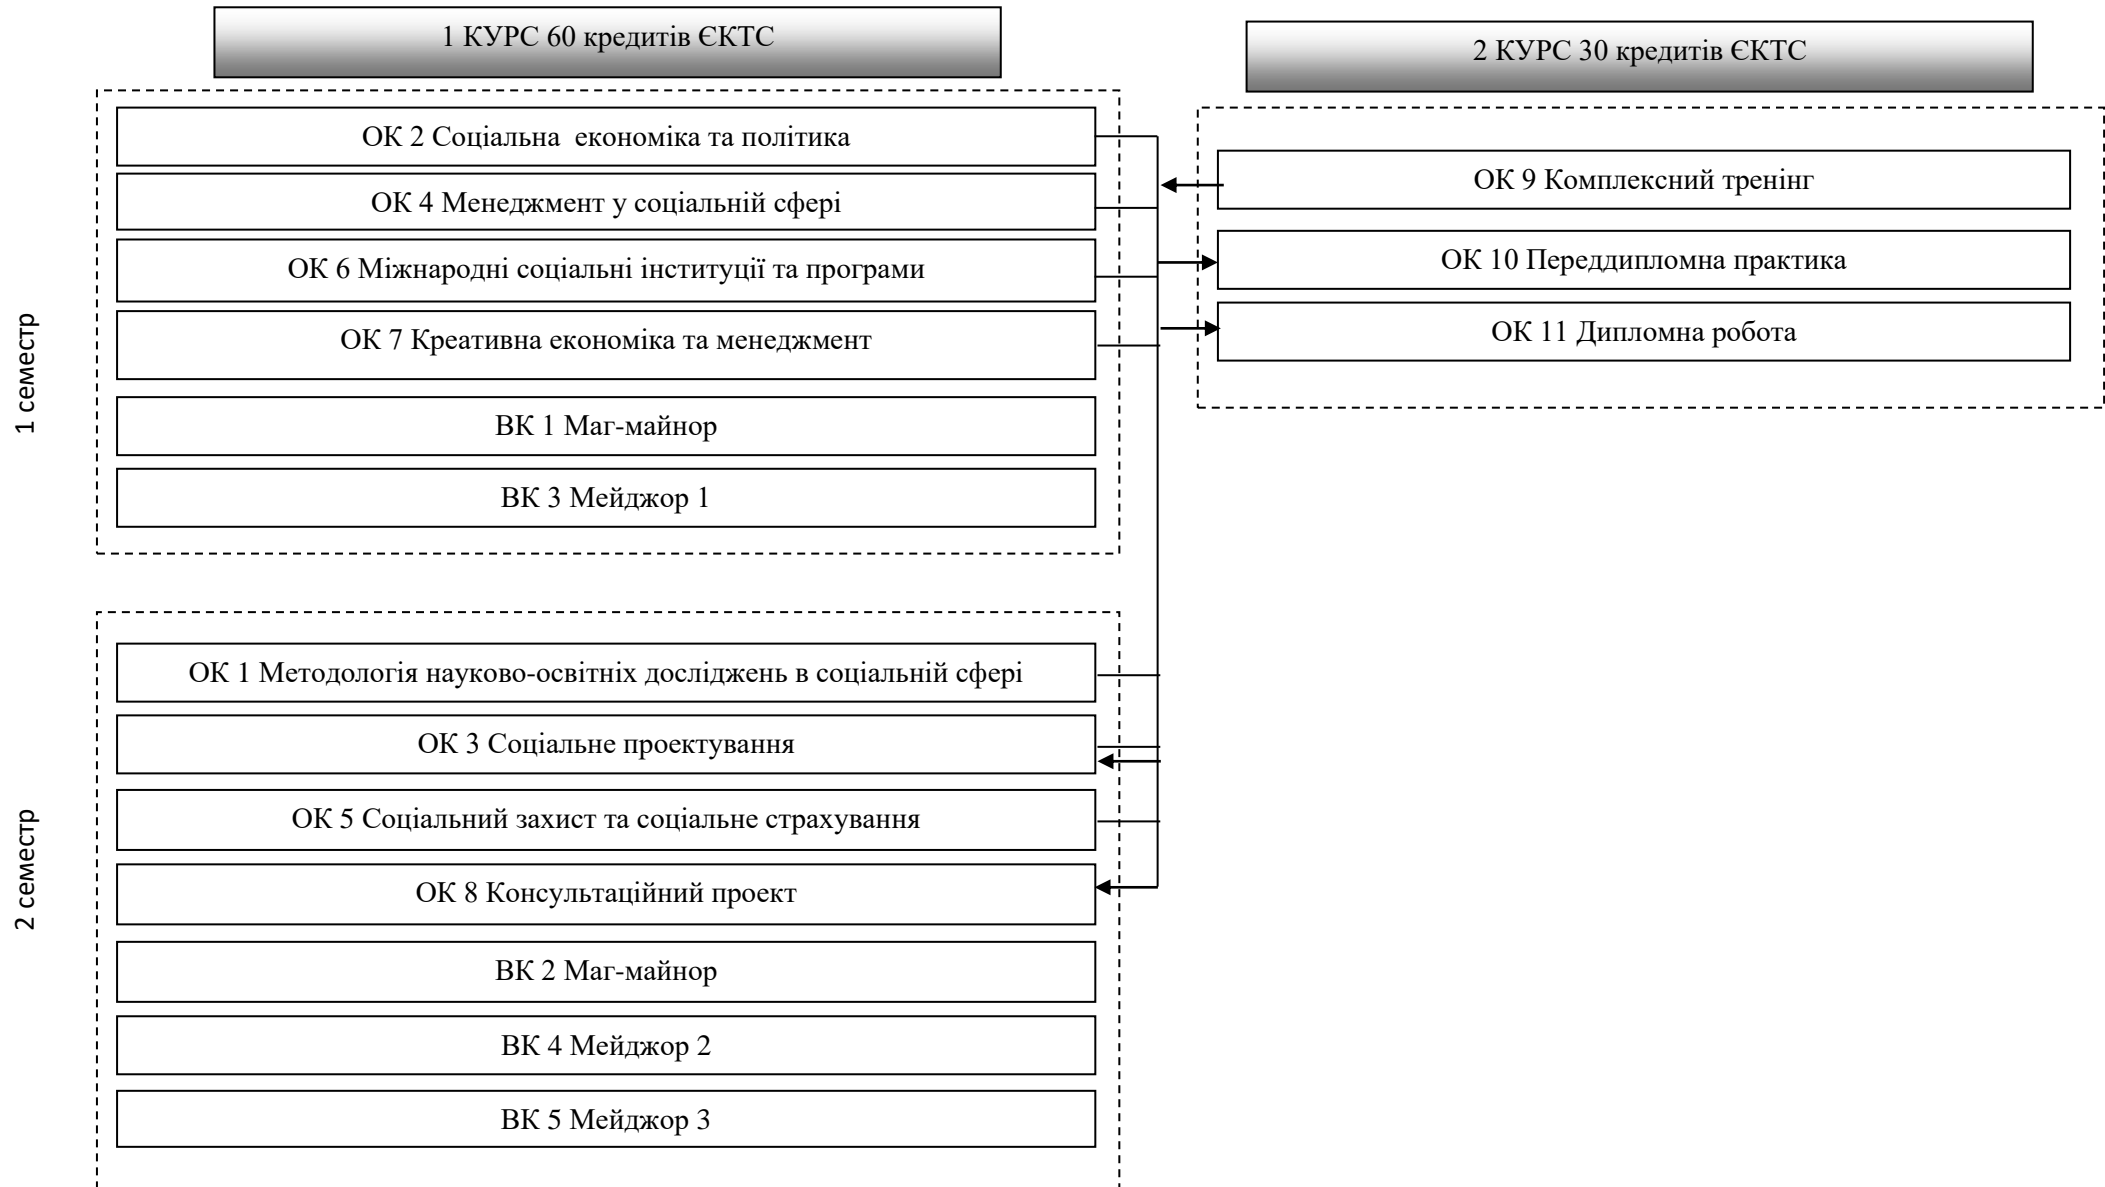 1 КУРС 60 кредитів ЄКТС
2 КУРС 30 кредитів ЄКТС
1 семестр
ОК 2 Соціальна економіка та політика
ОК 4 Менеджмент у соціальній сфері
ОК 6 Міжнародні соціальні інституції та програми
ОК 7 Креативна економіка та менеджмент
ВК 1 Маг-майнор
ВК 3 Мейджор 1
ОК 9 Комплексний тренінг
ОК 10 Переддипломна практика
ОК 11 Дипломна робота
2 семестр
ОК 1 Методологія науково-освітніх досліджень в соціальній сфері
ОК 3 Соціальне проектування
ОК 5 Соціальний захист та соціальне страхування
ОК 8 Консультаційний проект
ВК 2 Маг-майнор
ВК 4 Мейджор 2
ВК 5 Мейджор 3